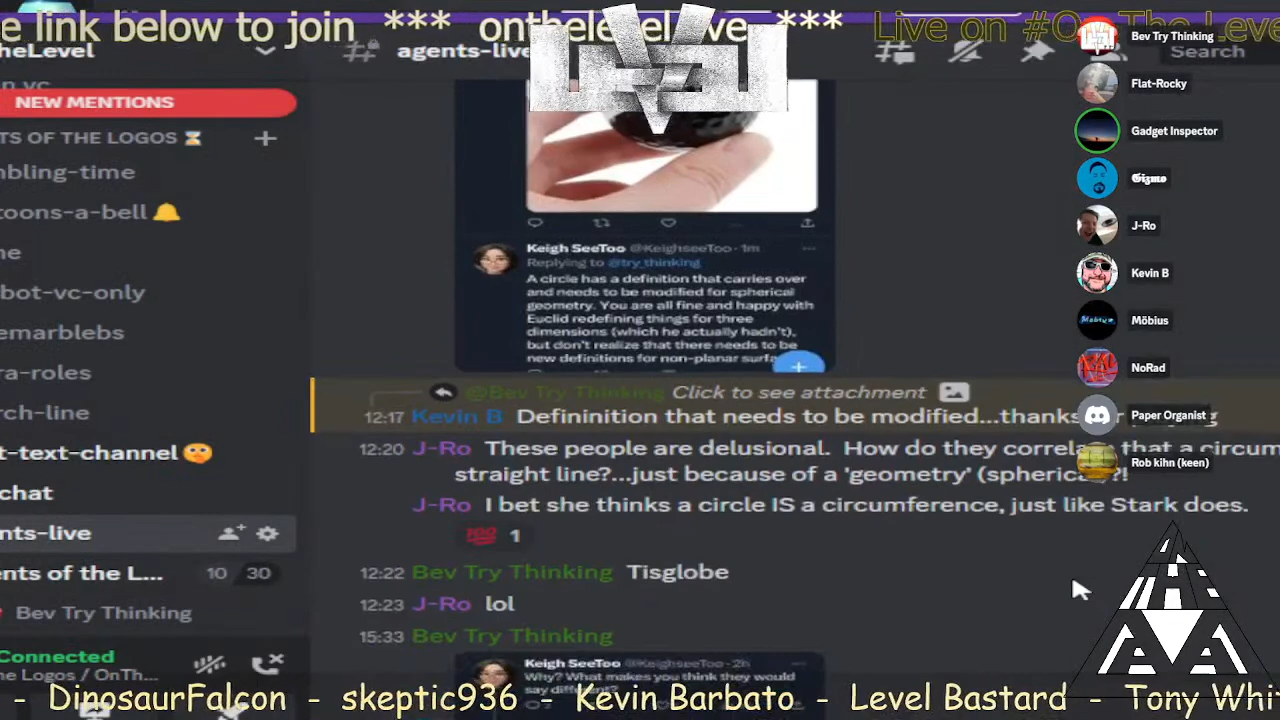 e link below to join *** onthelevel live *** Live on #OnTheLeve
heLevel
agents-live
Search
NEW MENTIONS
TS OF THE LOGOS ⌛ +
mbling-time
toons-a-bell 🔔
ne
bot-vc-only
emarblebs
ra-roles
rch-line
t-text-channel
chat
nts-live
ents of the L... 10 30
Bev Try Thinking
Connected
he Logos / OnTh...
Keigh SeeToo @KeighseeToo · 1m
Replying to @try_thinking
A circle has a definition that carries over
and needs to be modified for spherical
geometry. You are all fine and happy with
Euclid redefining things for three
dimensions (which he actually hadn't),
but don't realize that there needs to be
new definitions for non-planar surfa
@Bev Try Thinking Click to see attachment
12:17 Kevin B Defininition that needs to be modified...thanks
12:20 J-Ro These people are delusional. How do they correla that a circum
straight line?...just because of a 'geometry' (spherica ?!
J-Ro I bet she thinks a circle IS a circumference, just like Stark does.
💯 1
12:22 Bev Try Thinking Tisglobe
12:23 J-Ro lol
15:33 Bev Try Thinking
Keigh SeeToo @KeighseeToo · 2h
Why? What makes you think they would
say different?
Bev Try Thinking
Flat-Rocky
Gadget Inspector
Gizmo
J-Ro
Kevin B
Möbius
NoRad
Paper Organist
Rob kihn (keen)
- DinosaurFalcon - skeptic936 - Kevin Barbato - Level Bastard - Tony Whi